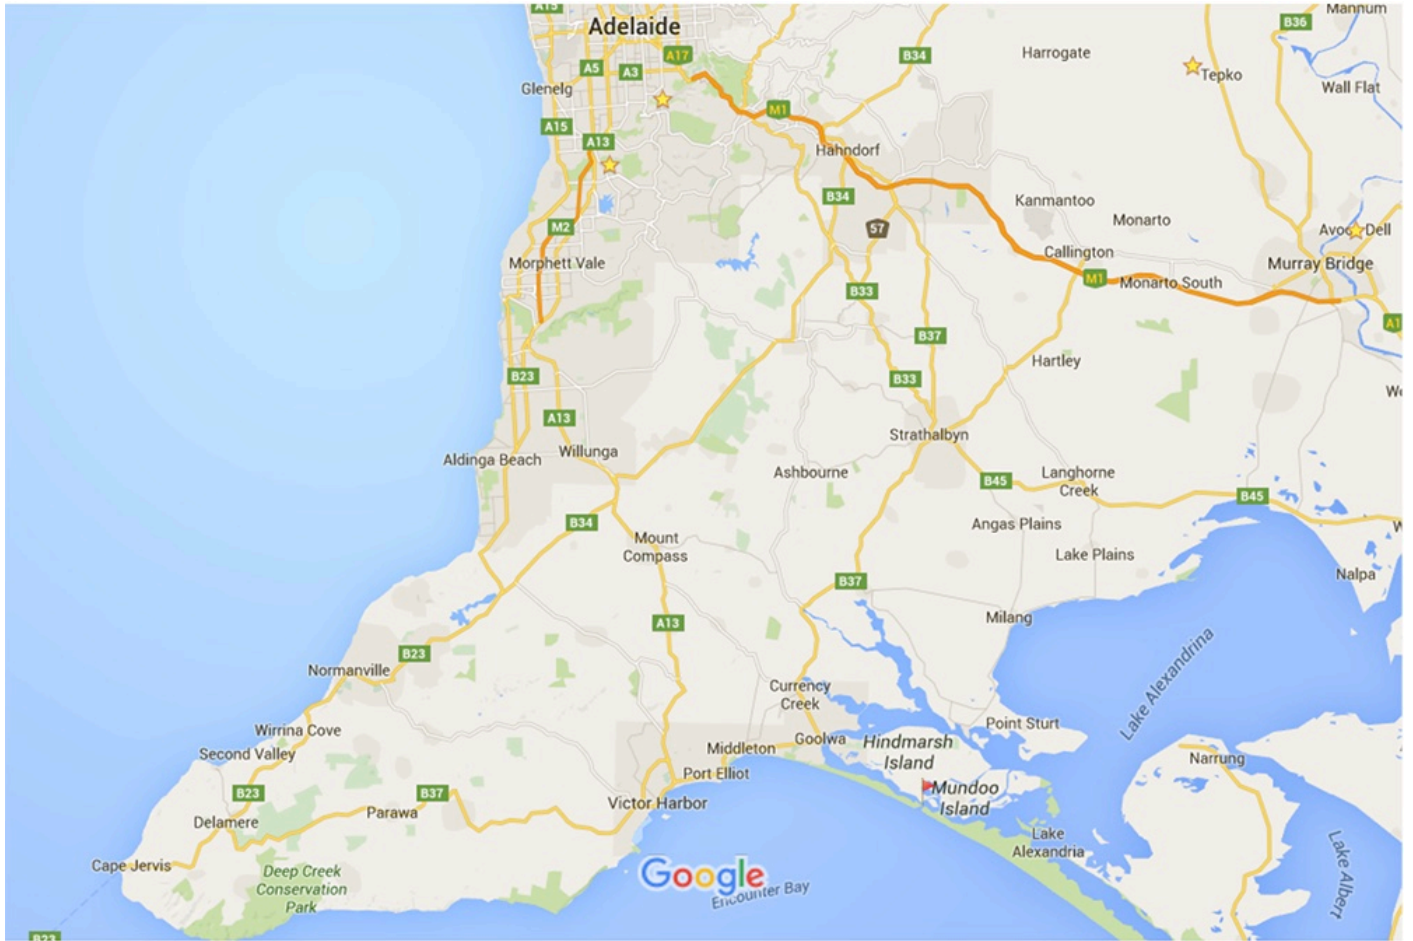 A15
Adelaide
B36
Mannum
A17
B34
Harrogate
A5
A3
Tepko
Glenelg
Wall Flat
M1
A15
A13
Hahndorf
B34
Kanmantoo
Monarto
57
M2
Avoca Dell
Callington
Morphett Vale
Murray Bridge
M1
Monarto South
B33
A1
B37
Hartley
B23
B33
A13
Strathalbyn
Willunga
Aldinga Beach
Ashbourne
Langhorne
Creek
B45
B45
B34
Angas Plains
Mount
Compass
Lake Plains
Nalpa
B37
Milang
A13
Lake Alexandrina
B23
Normanville
Currency
Creek
Point Sturt
Wirrina Cove
Second Valley
Middleton
Goolwa
Hindmarsh
Island
Narrung
Port Elliot
B23
B37
Mundoo
Island
Victor Harbor
Parawa
Delamere
Lake
Alexandria
Cape Jervis
Deep Creek
Conservation
Park
Google
Encounter Bay
Lake Albert
B23